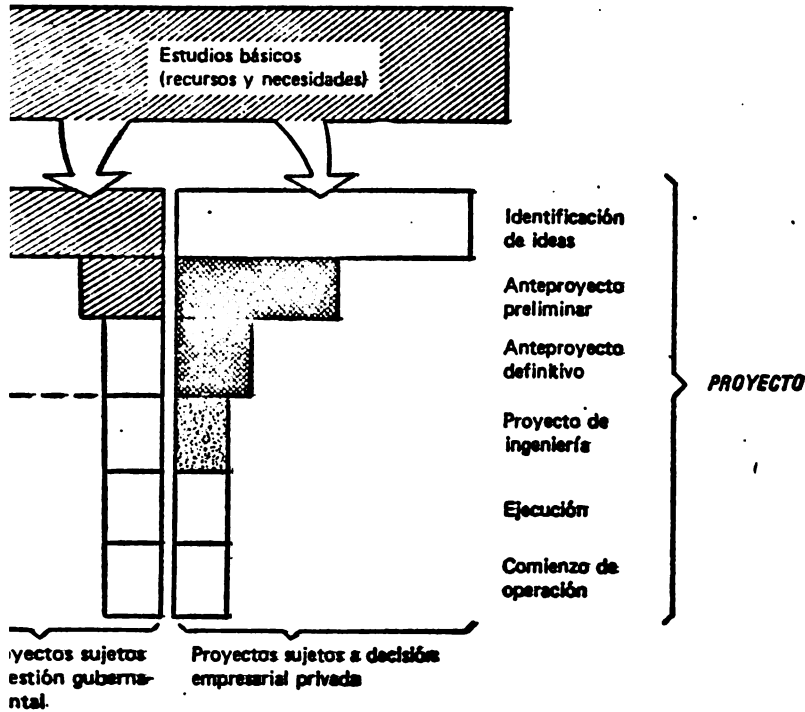 Estudios básicos
(recursos y necesidades)
Identificación
de ideas
Anteproyecto
preliminar
Anteproyecto
definitivo
PROYECTO
Proyecto de
ingeniería
Ejecución
Comienzo de
operación
oyectos sujetos
estión guberna-
ntal.
Proyectos sujetos a decisión
empresarial privada